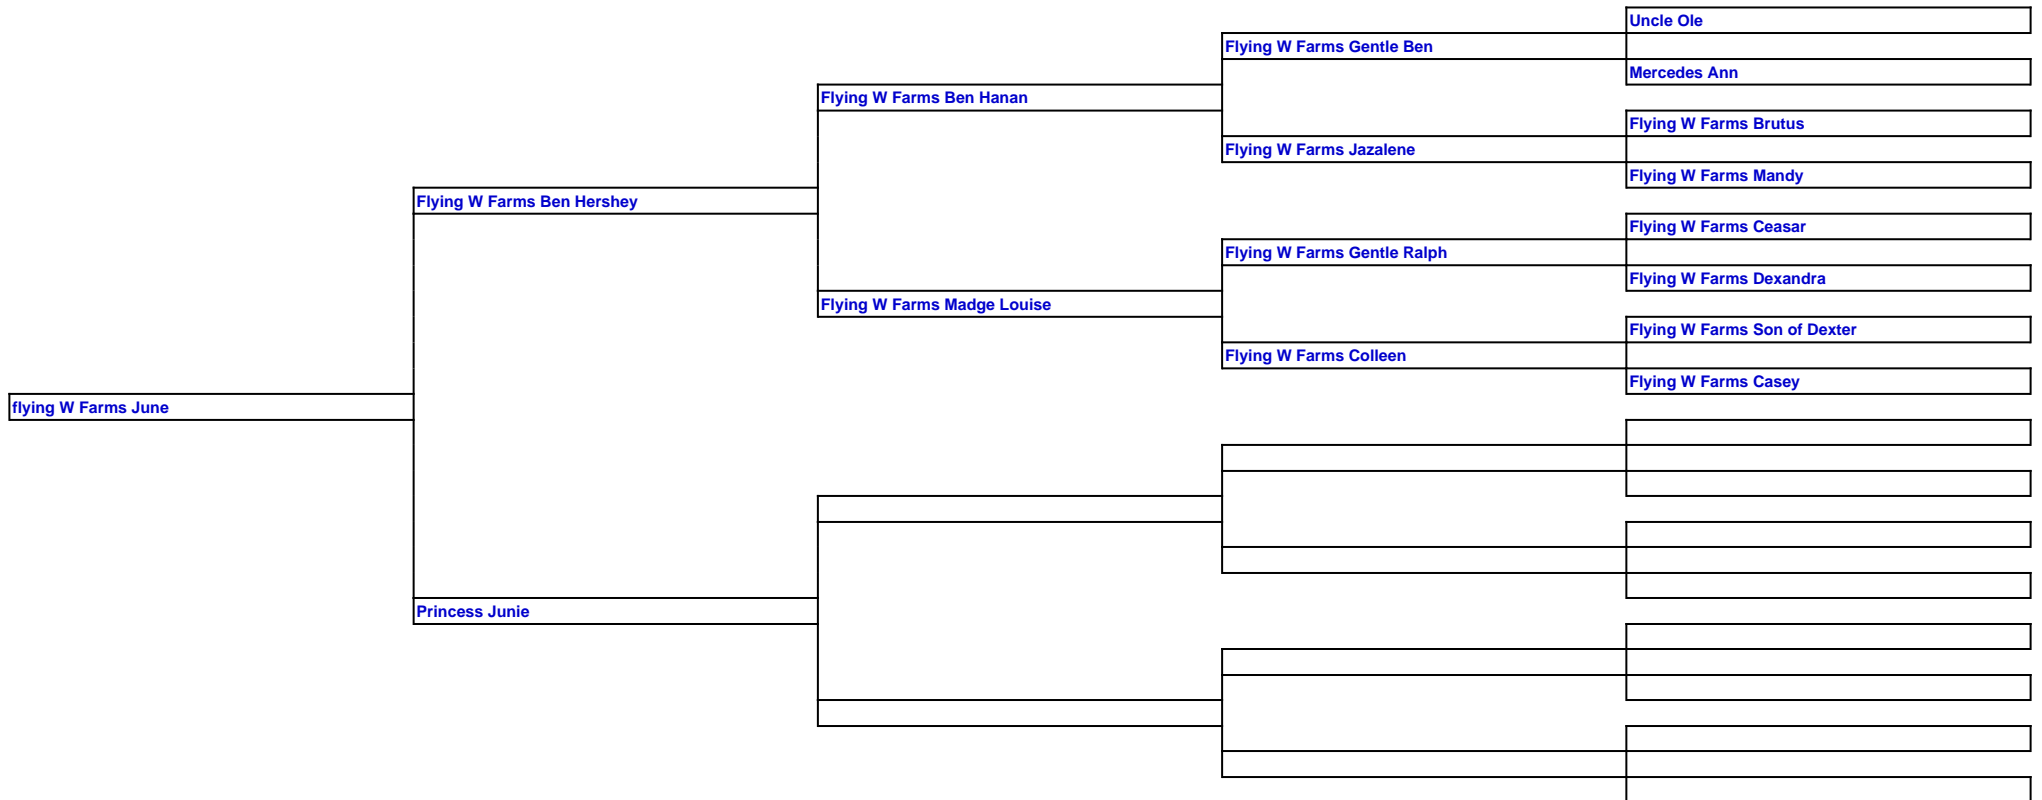 Uncle Ole
Flying W Farms Gentle Ben
Mercedes Ann
Flying W Farms Ben Hanan
Flying W Farms Brutus
Flying W Farms Jazalene
Flying W Farms Mandy
Flying W Farms Ben Hershey
Flying W Farms Ceasar
Flying W Farms Gentle Ralph
Flying W Farms Dexandra
Flying W Farms Madge Louise
Flying W Farms Son of Dexter
Flying W Farms Colleen
Flying W Farms Casey
flying W Farms June
Princess Junie